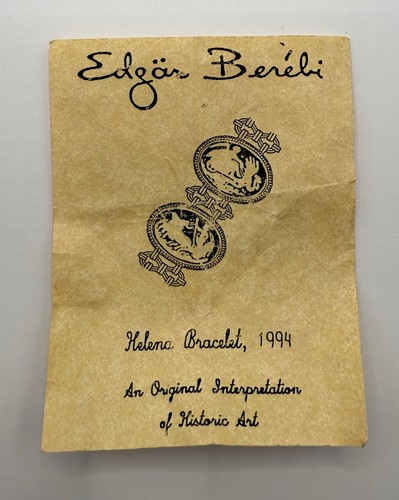 Edgär Berébi
Helena Bracelet, 1994
An Original Interpretation
of Historic Art